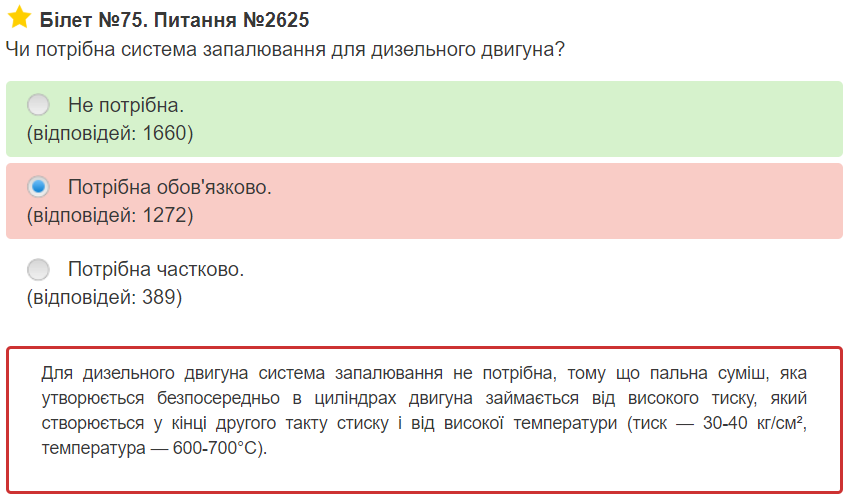 Білет №75. Питання №2625
Чи потрібна система запалювання для дизельного двигуна?
Не потрібна.
(відповідей: 1660)
Потрібна обов'язково.
(відповідей: 1272)
Потрібна частково.
(відповідей: 389)
Для дизельного двигуна система запалювання не потрібна, тому що пальна суміш, яка
утворюється безпосередньо в циліндрах двигуна займається від високого тиску, який
створюється у кінці другого такту стиску і від високої температури (тиск — 30-40 кг/см²,
температура — 600-700°С).